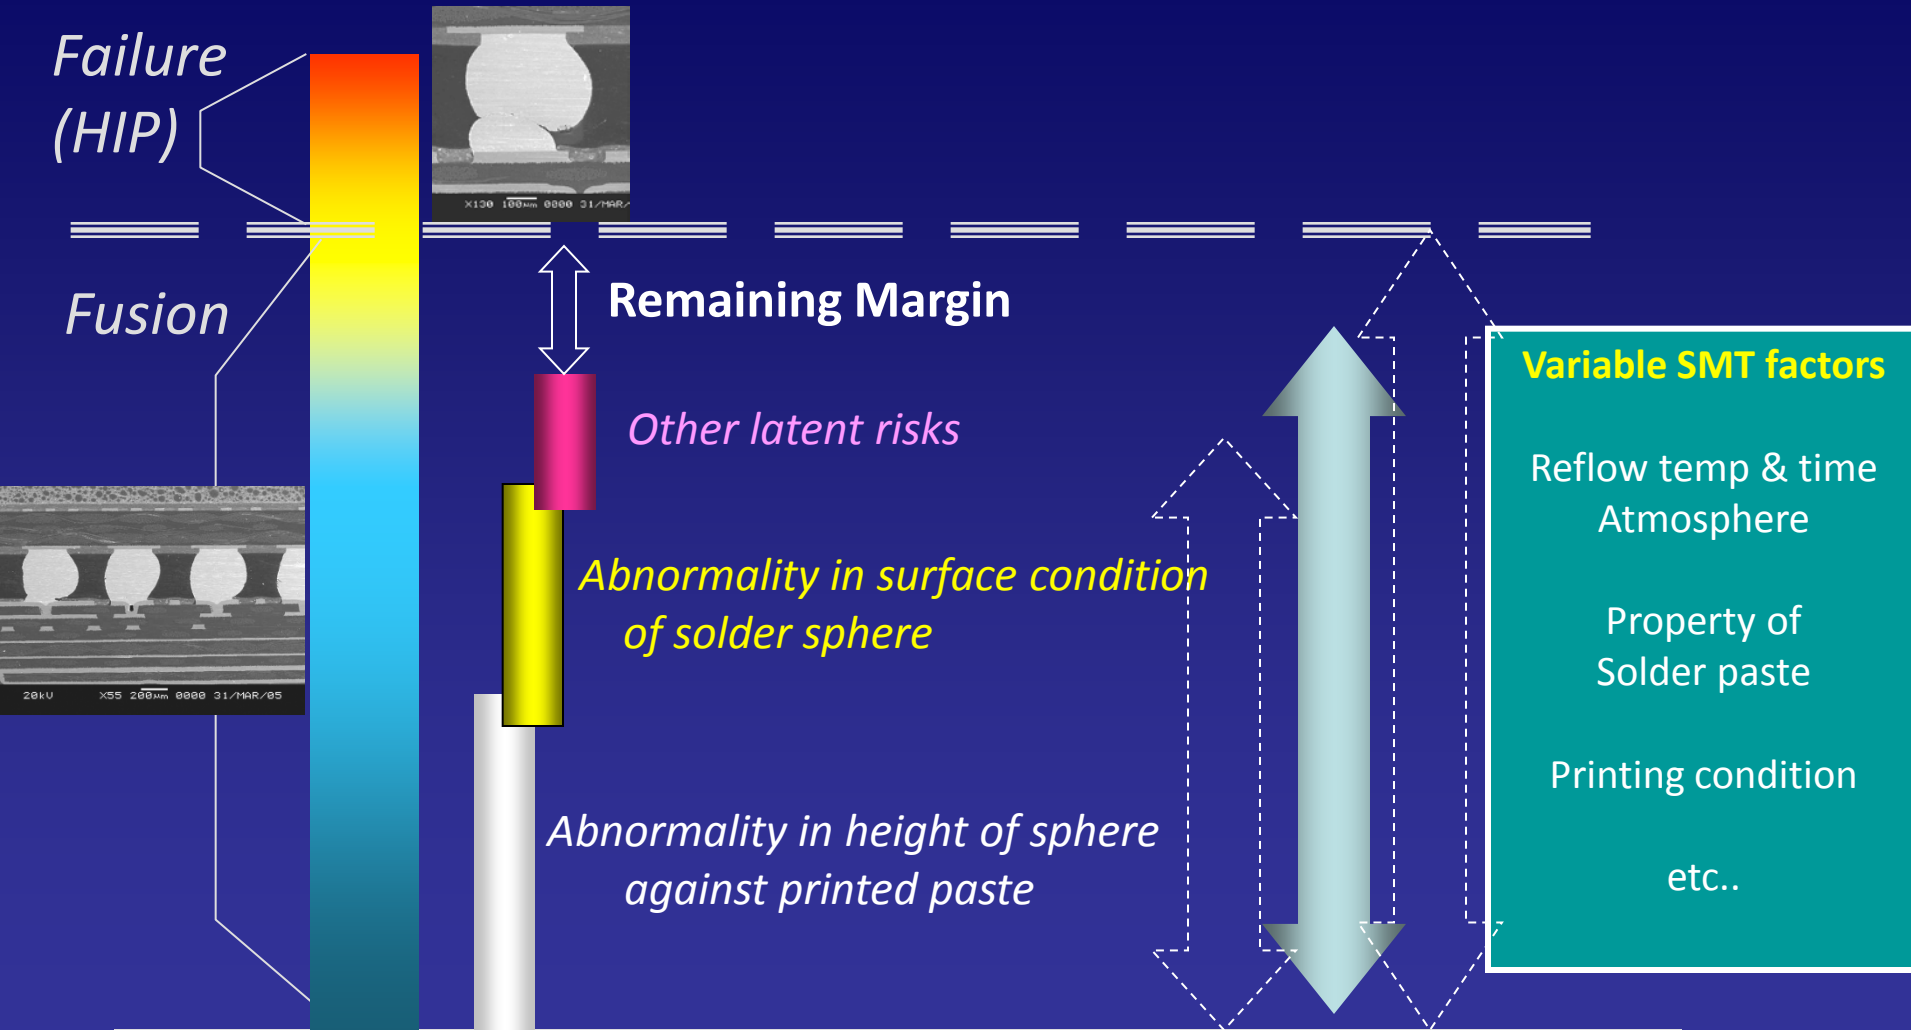 Failure
(HIP)
X130 100µm 0000 31/MAR/
Fusion
Remaining Margin
Other latent risks
Abnormality in surface condition
of solder sphere
20kU X55 200µm 0000 31/MAR/05
Abnormality in height of sphere
against printed paste
Variable SMT factors
Reflow temp & time
Atmosphere
Property of
Solder paste
Printing condition
etc..